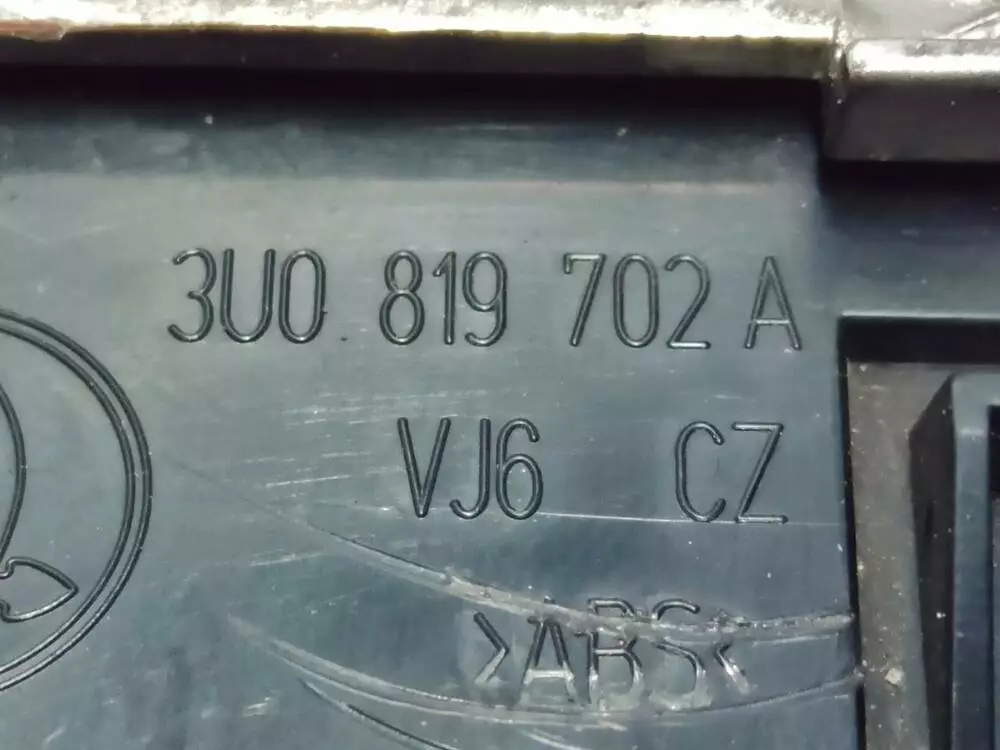 3U0 819 702 A
VJ6 CZ
>ABS<